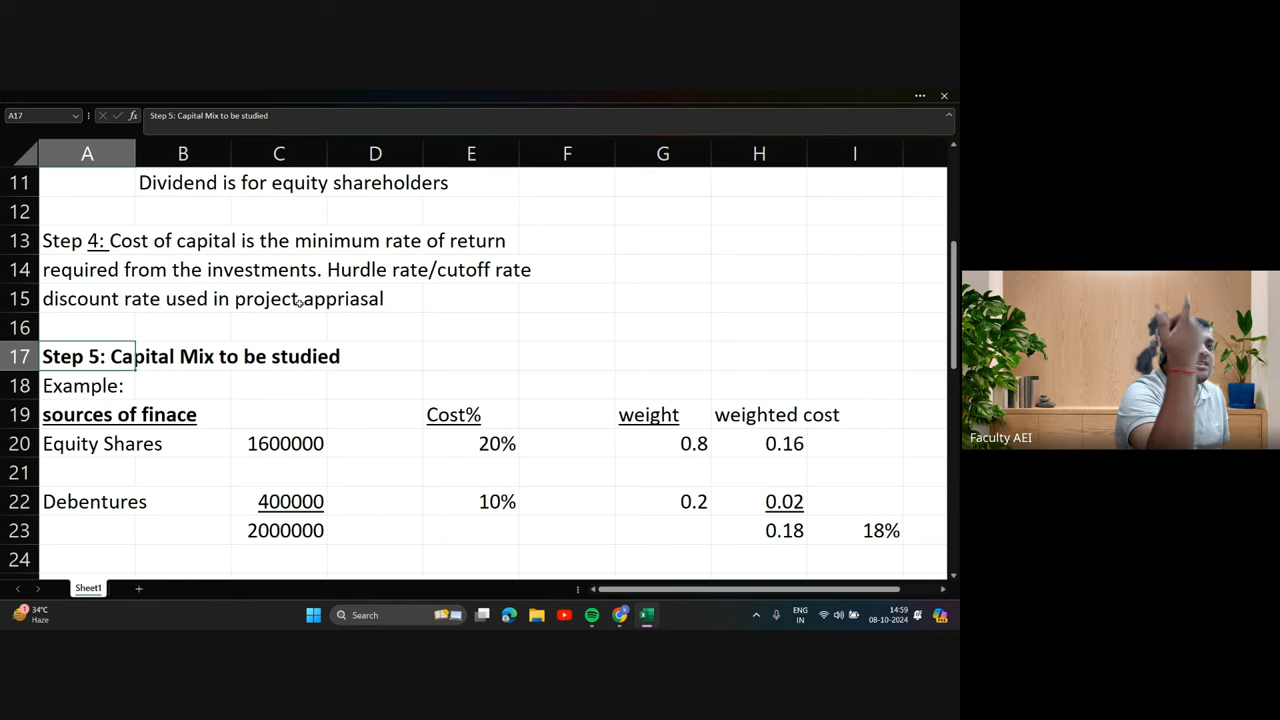 A17
fx
Step 5: Capital Mix to be studied
A B C D E F G H I
11 Dividend is for equity shareholders
12
13 Step 4: Cost of capital is the minimum rate of return
14 required from the investments. Hurdle rate/cutoff rate
15 discount rate used in project appriasal
16
17 Step 5: Capital Mix to be studied
18 Example:
19 sources of finace Cost% weight weighted cost
20 Equity Shares 1600000 20% 0.8 0.16
21
22 Debentures 400000 10% 0.2 0.02
23 2000000 0.18 18%
24
Sheet1
Faculty AEI
1
34°C
Haze
Search
ENG
IN
14:59
08-10-2024